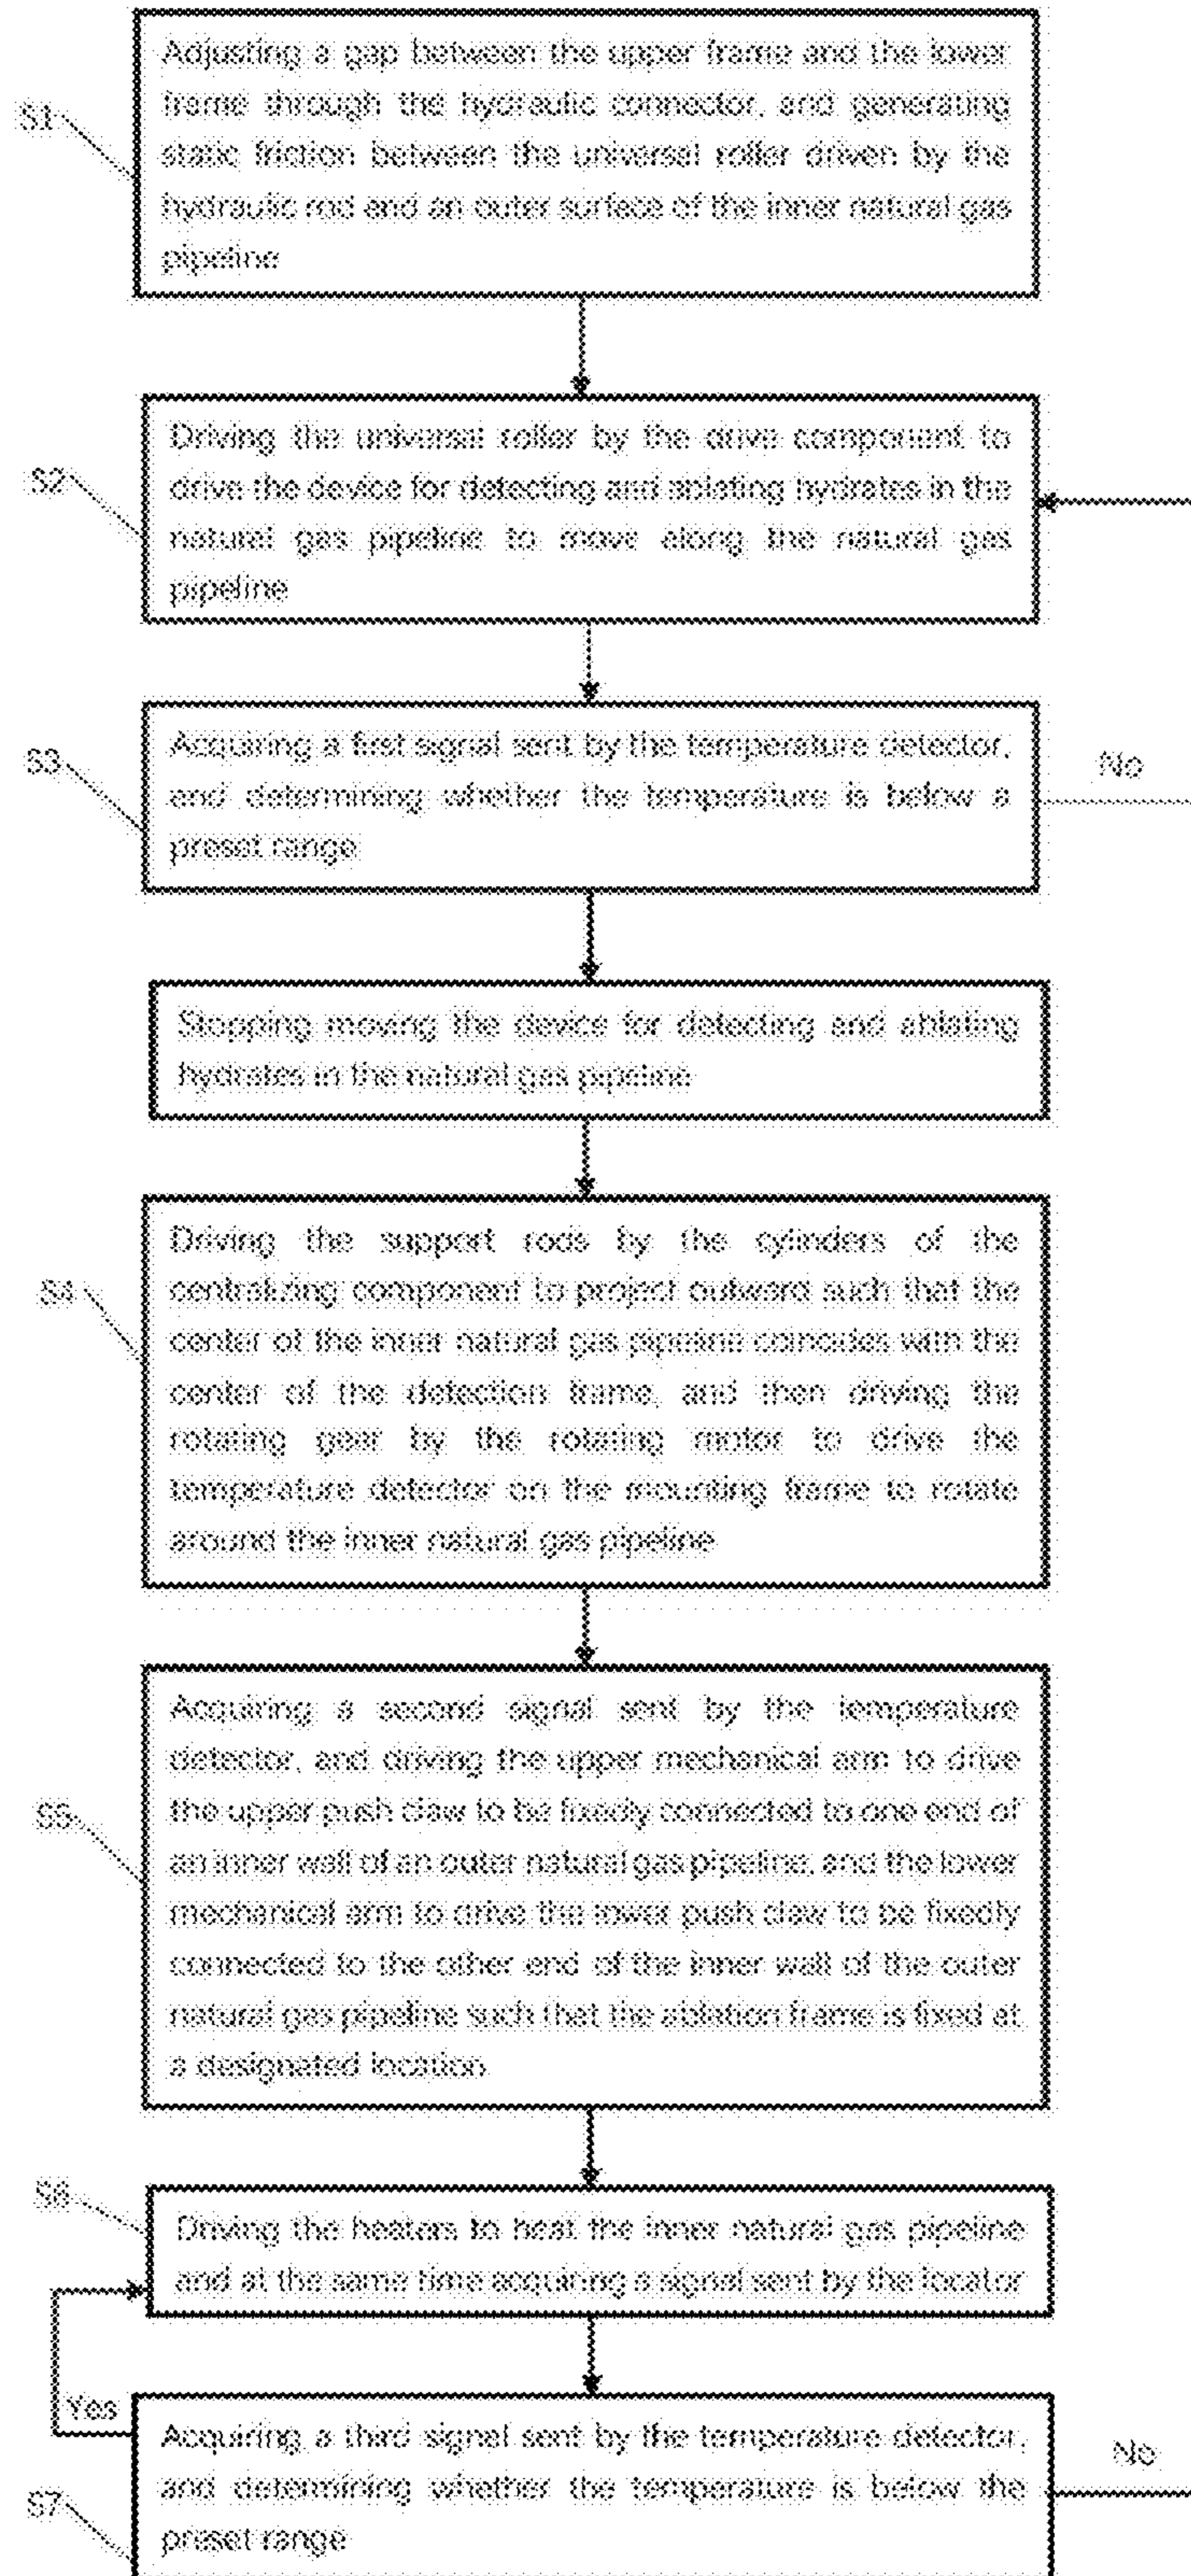 S1
Adjusting a gap between the upper frame and the lower
frame through the hydraulic connector, and generating
static friction between the universal roller driven by the
hydraulic rod and an outer surface of the inner natural gas
pipeline
S2
Driving the universal roller by the drive component to
drive the device for detecting and ablating hydrates in the
natural gas pipeline to move along the natural gas
pipeline
S3
Acquiring a first signal sent by the temperature detector,
and determining whether the temperature is below a
preset range
No
Stopping moving the device for detecting and ablating
hydrates in the natural gas pipeline
S4
Driving the support rods by the cylinders of the
centralizing component to project outward such that the
center of the inner natural gas pipeline coincides with the
center of the detection frame, and then driving the
rotating gear by the rotating motor to drive the
temperature detector on the mounting frame to rotate
around the inner natural gas pipeline
S5
Acquiring a second signal sent by the temperature
detector, and driving the upper mechanical arm to drive
the upper push claw to be fixedly connected to one end of
an inner wall of an outer natural gas pipeline, and the lower
mechanical arm to drive the lower push claw to be fixedly
connected to the other end of the inner wall of the outer
natural gas pipeline such that the ablation frame is fixed at
a designated location
S6
Driving the heaters to heat the inner natural gas pipeline
and at the same time acquiring a signal sent by the locator
Yes
S7
Acquiring a third signal sent by the temperature detector,
and determining whether the temperature is below the
preset range
No